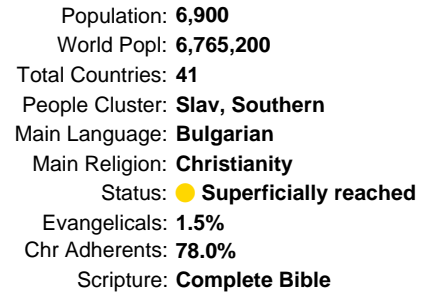 Population: 6,900
World Popl: 6,765,200
Total Countries: 41
People Cluster: Slav, Southern
Main Language: Bulgarian
Main Religion: Christianity
Status: Superficially reached
Evangelicals: 1.5%
Chr Adherents: 78.0%
Scripture: Complete Bible